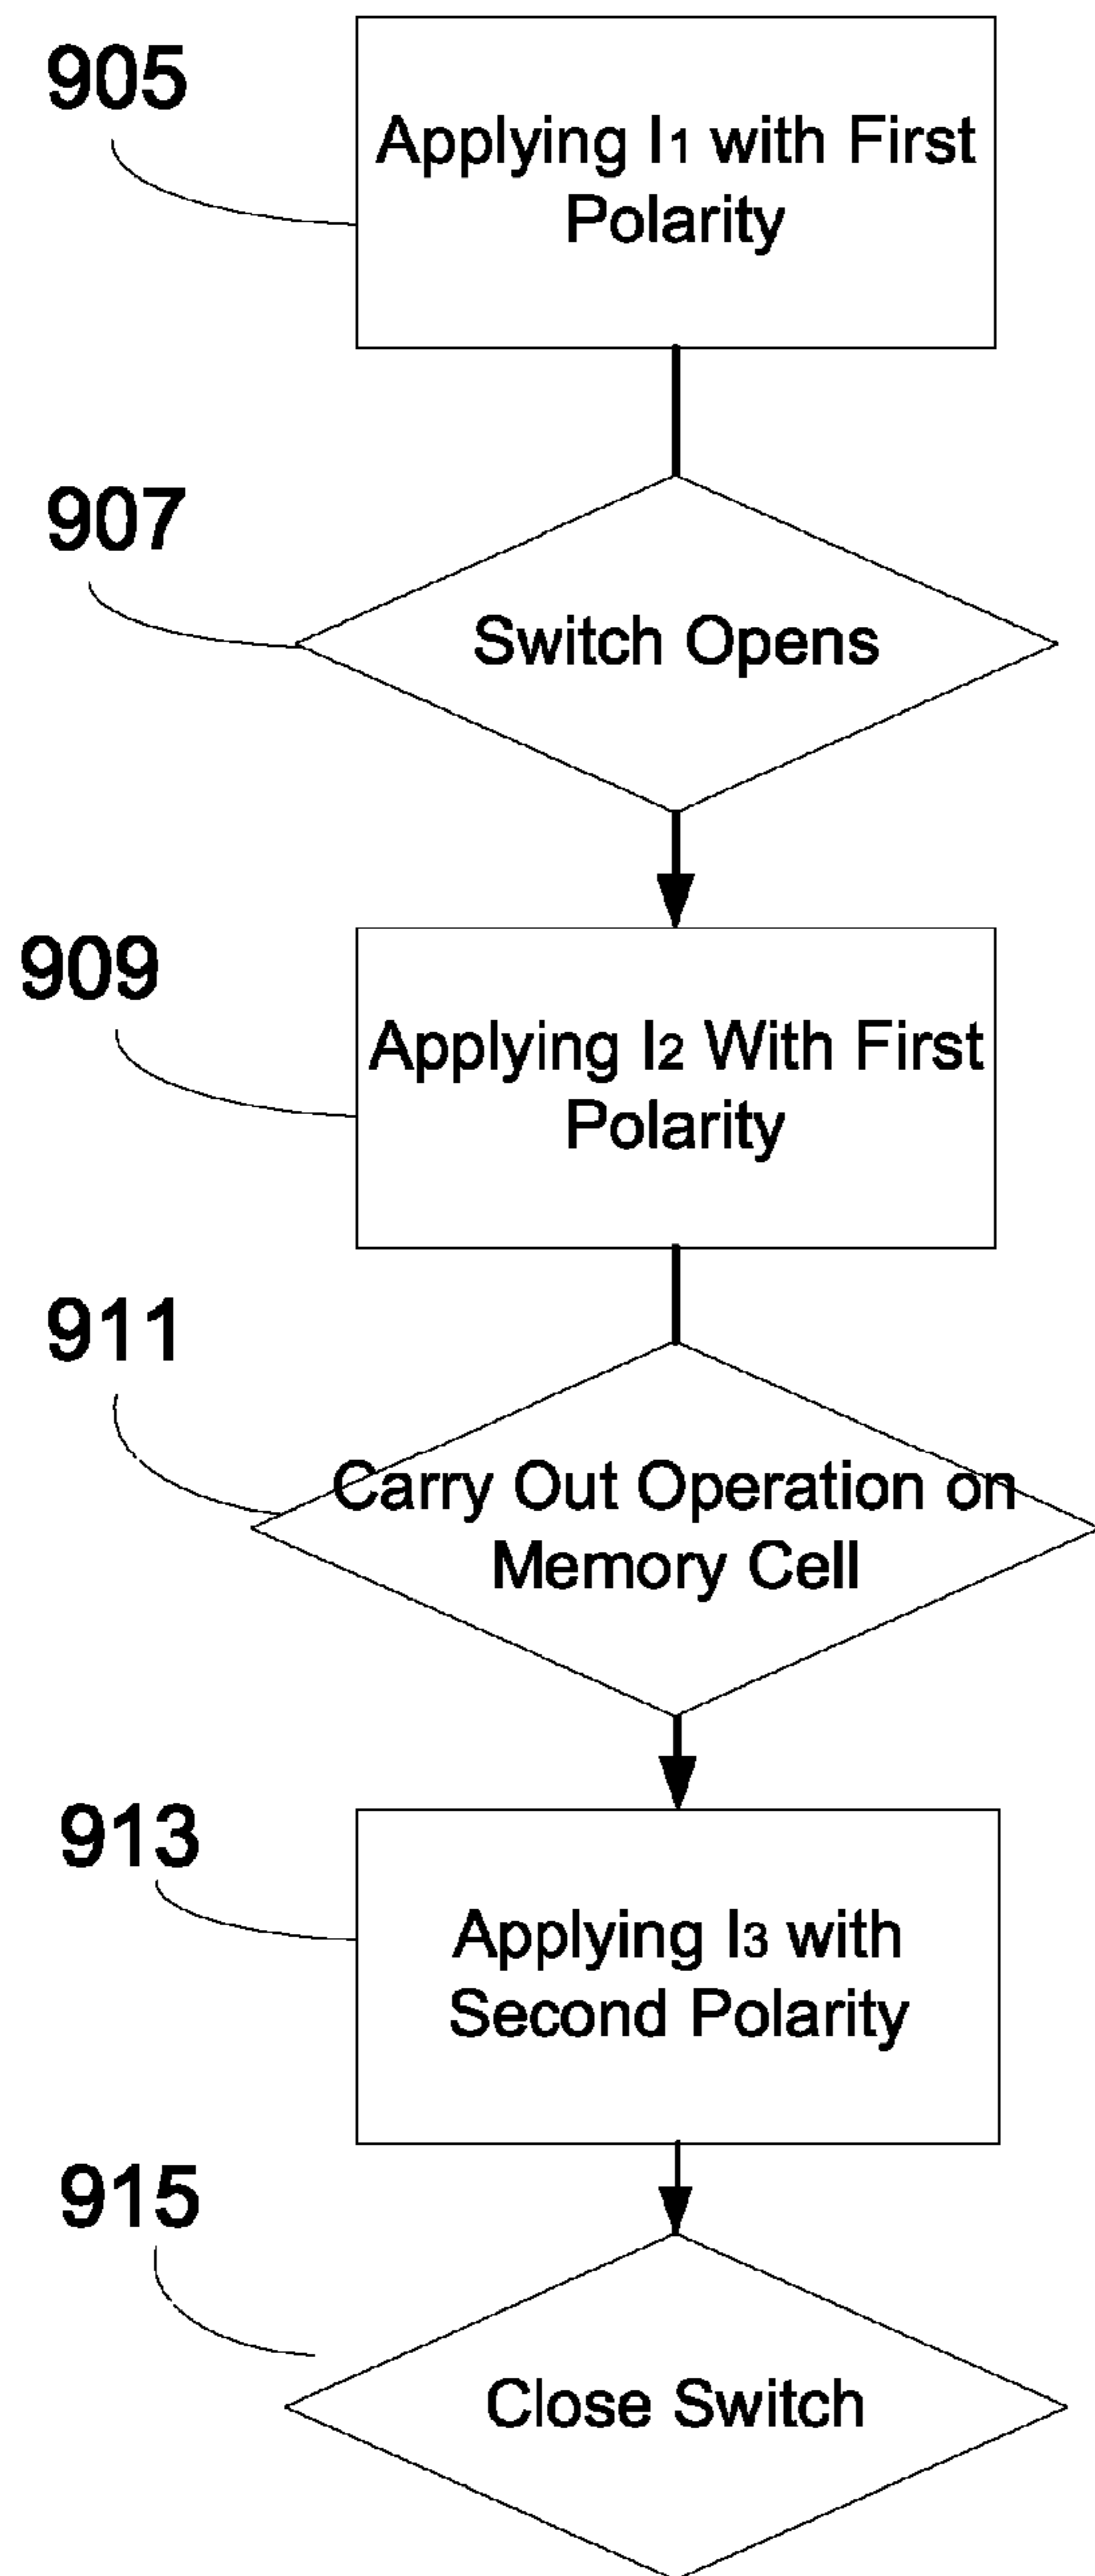 905
Applying I₁ with First
Polarity
907
Switch Opens
909
Applying I₂ With First
Polarity
911
Carry Out Operation on
Memory Cell
913
Applying I₃ with
Second Polarity
915
Close Switch